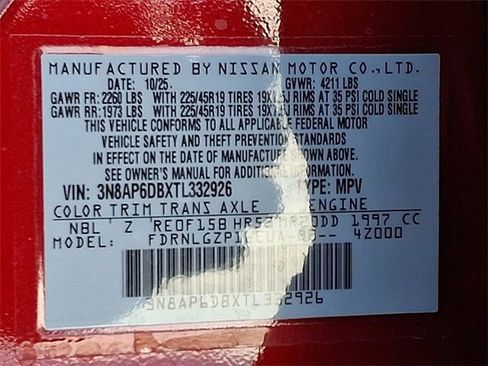 MANUFACTURED BY NISSAN MOTOR CO., LTD.
DATE: 10/25 GVWR: 4211 LBS
GAWR FR: 2260 LBS WITH 225/45R19 TIRES RIMS AT 35 PSI COLD SINGLE
GAWR RR: 1973 LBS WITH 225/45R19 TIRES RIMS AT 35 PSI COLD SINGLE
THIS VEHICLE CONFORMS TO ALL APPLICABLE FEDERAL MOTOR
VEHICLE SAFETY AND THEFT PREVENTION STANDARDS
IN EFFECT ON THE DATE OF MANUFACTURE SHOWN ABOVE.
SEE OWNER'S MANUAL FOR ADDITIONAL INFORMATION.
VIN: 3N8AP6DBXTL332926 TYPE: MPV
COLOR TRIM TRANS AXLE ENGINE
NBL Z RE0F15B 1997 CC
MODEL: 42000
3N8AP6DBXTL332926